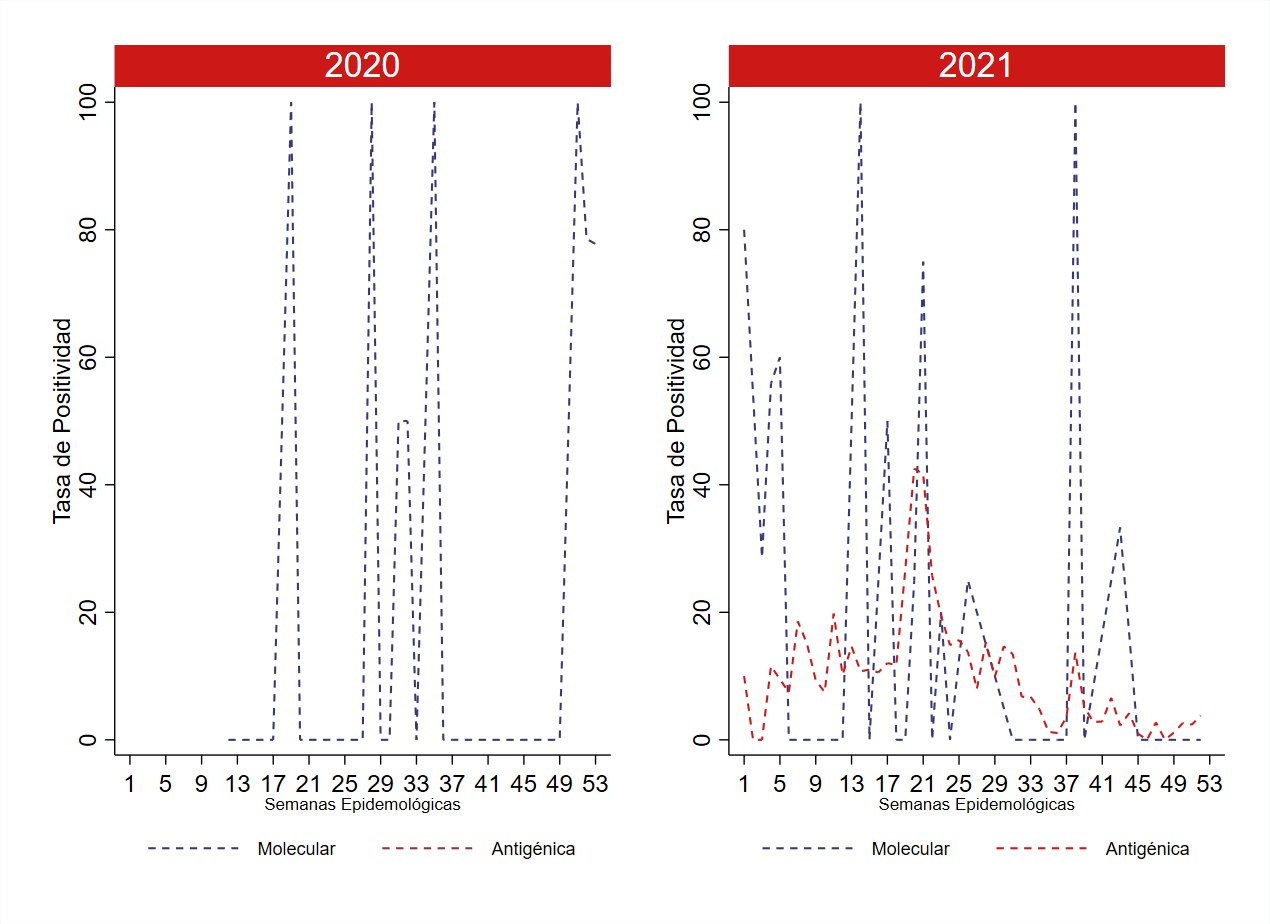 2020
Tasa de Positividad
100
80
60
40
20
0
1 5 9 13 17 21 25 29 33 37 41 45 49 53
Semanas Epidemológicas
Molecular Antigénica
2021
Tasa de Positividad
100
80
60
40
20
0
1 5 9 13 17 21 25 29 33 37 41 45 49 53
Semanas Epidemológicas
Molecular Antigénica